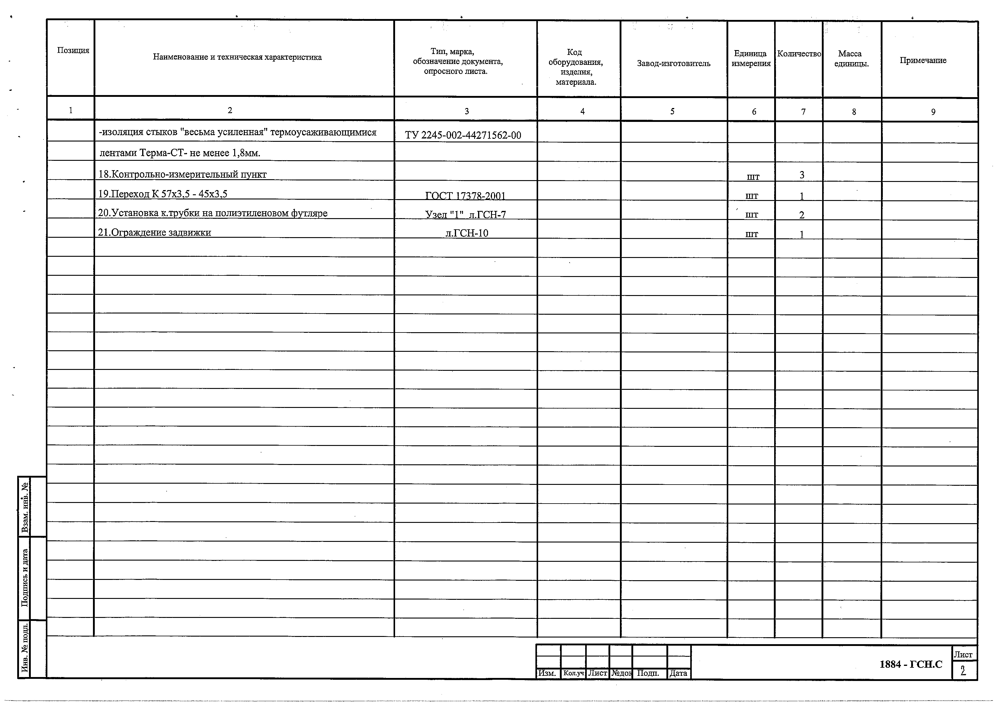 Позиция
Наименование и техническая характеристика
Тип, марка,
обозначение документа,
опросного листа.
Код
оборудования,
изделия,
материала.
Завод-изготовитель
Единица
измерения
Количество
Масса
единицы.
Примечание
1 2 3 4 5 6 7 8 9
-изоляция стыков "весьма усиленная" термоусаживающимися ТУ 2245-002-44271562-00
лентами Терма-СТ- не менее 1,8мм.
18.Контрольно-измерительный пункт шт 3
19.Переход К 57х3,5 - 45х3,5 ГОСТ 17378-2001 шт 1
20.Установка к.трубки на полиэтиленовом футляре Узел "1" л.ГСН-7 шт 2
21.Ограждение задвижки л.ГСН-10 шт 1
Взам. инв. №
Подпись и дата
Инв. № подл.
Изм. Кол.уч Лист №док Подп. Дата
1884 - ГСН.С
Лист
2